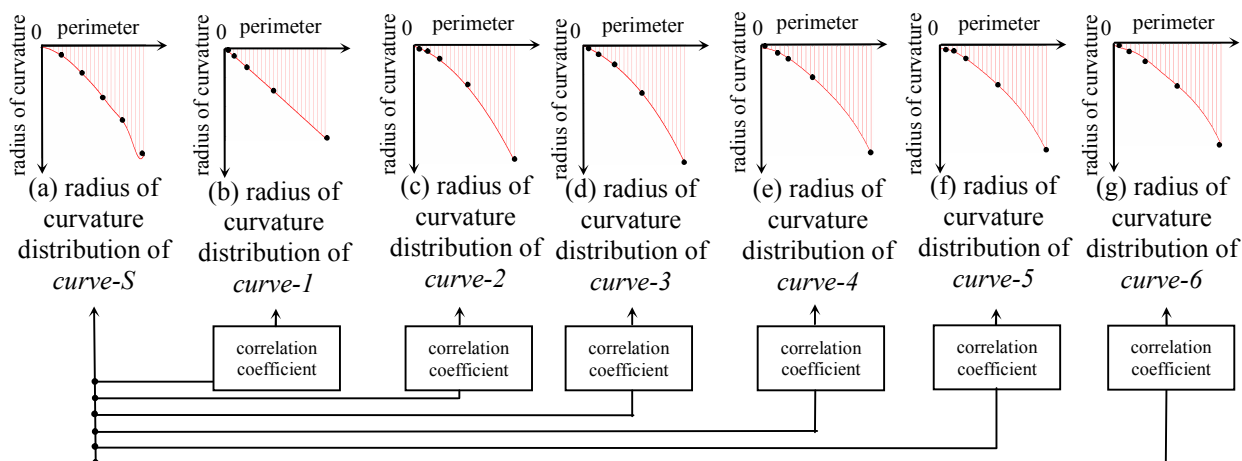 0 perimeter
radius of curvature
(a) radius of
curvature
distribution of
curve-S
0 perimeter
radius of curvature
(b) radius of
curvature
distribution of
curve-1
0 perimeter
radius of curvature
(c) radius of
curvature
distribution of
curve-2
0 perimeter
radius of curvature
(d) radius of
curvature
distribution of
curve-3
0 perimeter
radius of curvature
(e) radius of
curvature
distribution of
curve-4
0 perimeter
radius of curvature
(f) radius of
curvature
distribution of
curve-5
0 perimeter
radius of curvature
(g) radius of
curvature
distribution of
curve-6
correlation
coefficient
correlation
coefficient
correlation
coefficient
correlation
coefficient
correlation
coefficient
correlation
coefficient